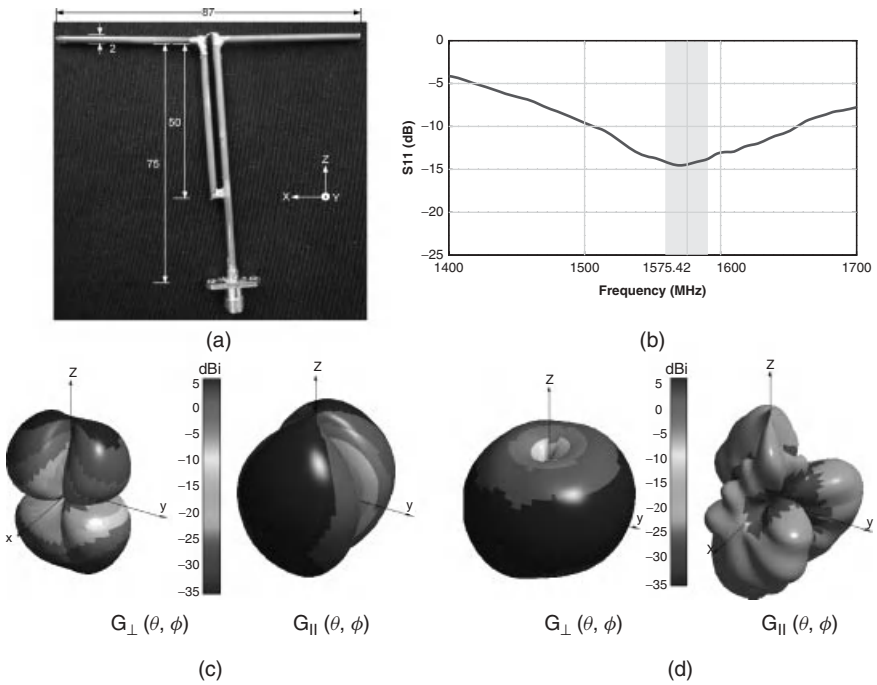 87
2
50
75
Z
X
Y
(a)
0
−5
−10
−15
−20
−25
S11 (dB)
1400
1500
1575.42
1600
1700
Frequency (MHz)
(b)
Z
y
x
dBi
5
0
−5
−10
−15
−20
−25
−30
−35
Z
y
G⊥ (θ, ϕ)
G|| (θ, ϕ)
(c)
Z
y
dBi
5
0
−5
−10
−15
−20
−25
−30
−35
Z
y
X
G⊥ (θ, ϕ)
G|| (θ, ϕ)
(d)